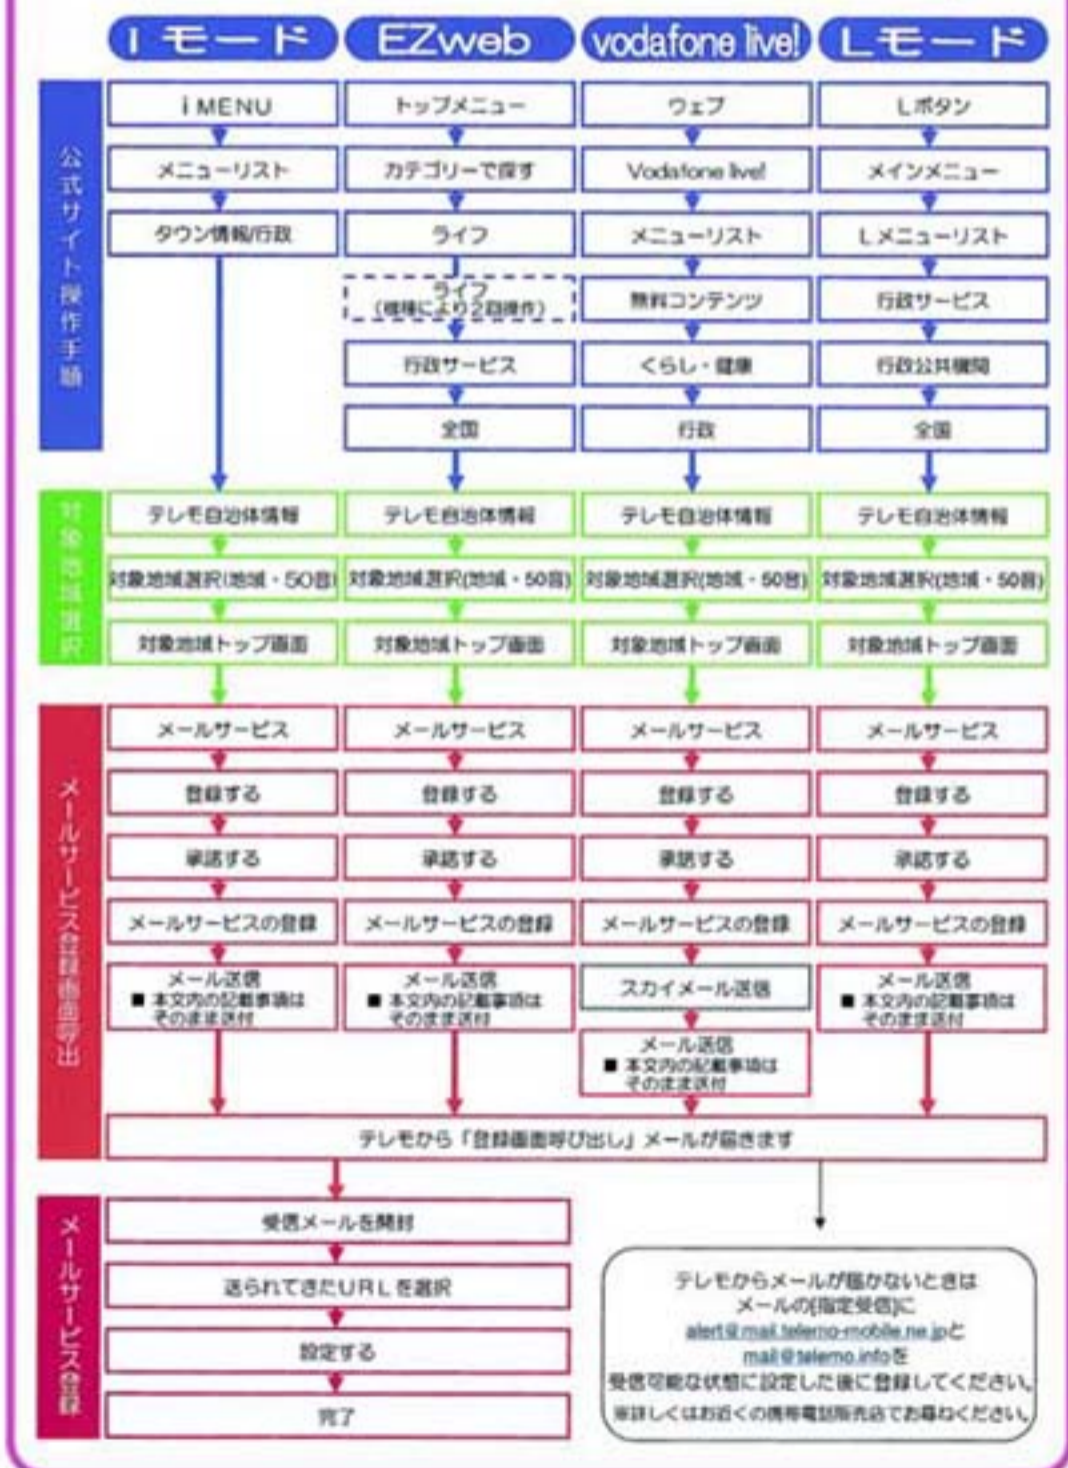 iモード
EZweb
vodafone live!
Lモード
公式サイト操作手順
iMENU
トップメニュー
ウェブ
Lボタン
メニューリスト
カテゴリーで探す
Vodafone live!
メインメニュー
タウン情報/行政
ライフ
メニューリスト
Lメニューリスト
ライフ
(機種により2回操作)
無料コンテンツ
行政サービス
行政サービス
くらし・健康
行政公共機関
全国
行政
全国
対象地域選択
テレモ自治体情報
テレモ自治体情報
テレモ自治体情報
テレモ自治体情報
対象地域選択(地域・50音)
対象地域選択(地域・50音)
対象地域選択(地域・50音)
対象地域選択(地域・50音)
対象地域トップ画面
対象地域トップ画面
対象地域トップ画面
対象地域トップ画面
メールサービス登録画面呼出
メールサービス
メールサービス
メールサービス
メールサービス
登録する
登録する
登録する
登録する
承諾する
承諾する
承諾する
承諾する
メールサービスの登録
メールサービスの登録
メールサービスの登録
メールサービスの登録
メール送信
■ 本文内の記載事項は
そのまま送付
メール送信
■ 本文内の記載事項は
そのまま送付
スカイメール送信
メール送信
■ 本文内の記載事項は
そのまま送付
メール送信
■ 本文内の記載事項は
そのまま送付
テレモから「登録画面呼び出し」メールが届きます
メールサービス登録
受信メールを開封
送られてきたURLを選択
設定する
完了
テレモからメールが届かないときは
メールの[指定受信]に
alert@mail.telemo-mobile.ne.jpと
mail@telemo.infoを
受信可能な状態に設定した後に登録してください。
※詳しくはお近くの携帯電話販売店でお尋ねください。